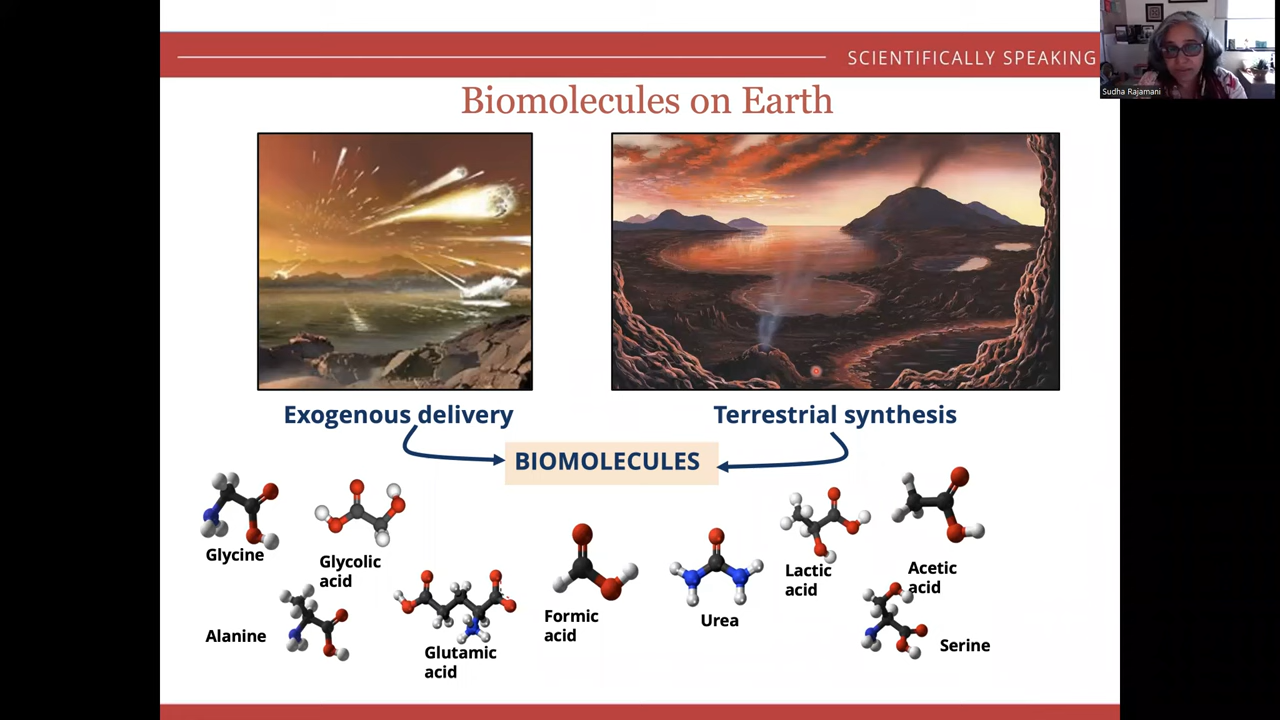 SCIENTIFICALLY SPEAKING
Sudha Rajamani
Biomolecules on Earth
Exogenous delivery
Terrestrial synthesis
BIOMOLECULES
Glycine
Glycolic
acid
Alanine
Glutamic
acid
Formic
acid
Urea
Lactic
acid
Acetic
acid
Serine